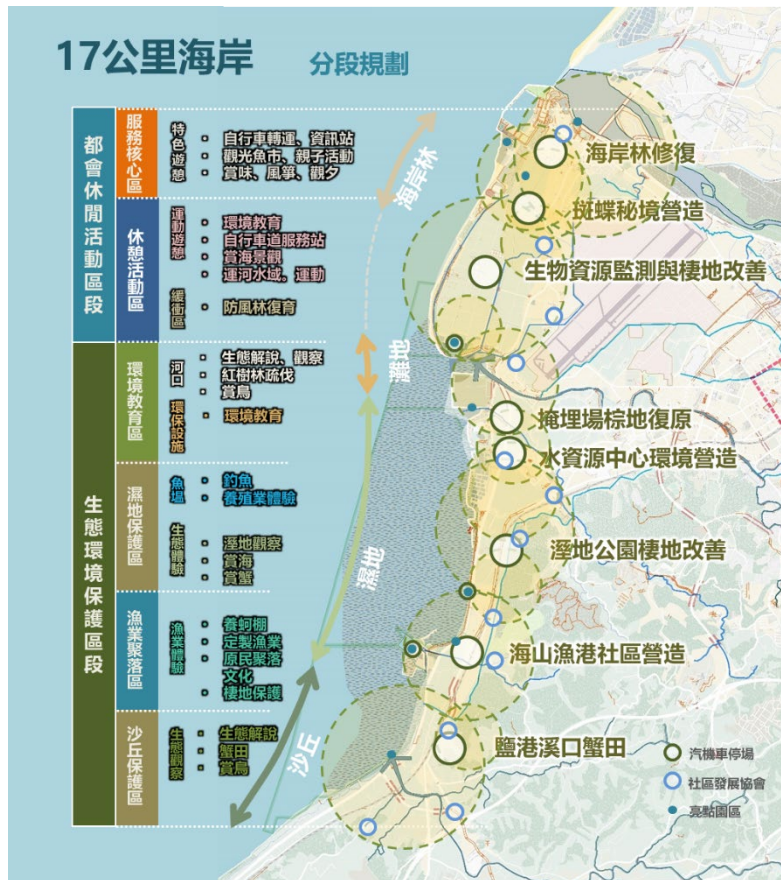 17公里海岸
分段規劃
都會休閒活動區段
服務核心區
特色遊憩
• 自行車轉運、資訊站
• 觀光魚市、親子活動
• 賞味、風箏、觀夕
休憩活動區
運動遊憩
• 環境教育
• 自行車道服務站
• 賞海景觀
• 運河水域。運動
緩衝區
• 防風林復育
生態環境保護區段
環境教育區
河口
• 生態解說、觀察
• 紅樹林疏伐
• 賞鳥
環保設施
• 環境教育
濕地保護區
魚塭
• 釣魚
• 養殖業體驗
生態體驗
• 溼地觀察
• 賞海
• 賞蟹
漁業聚落區
漁業體驗
• 養蚵棚
• 定製漁業
• 原民聚落
文化
• 棲地保護
沙丘保護區
生態觀察
• 生態解說
• 蟹田
• 賞鳥
海岸林
灘地
濕地
沙丘
海岸林修復
斑蝶秘境營造
生物資源監測與棲地改善
掩埋場棕地復原
水資源中心環境營造
溼地公園棲地改善
海山漁港社區營造
鹽港溪口蟹田
汽機車停場
社區發展協會
亮點園區